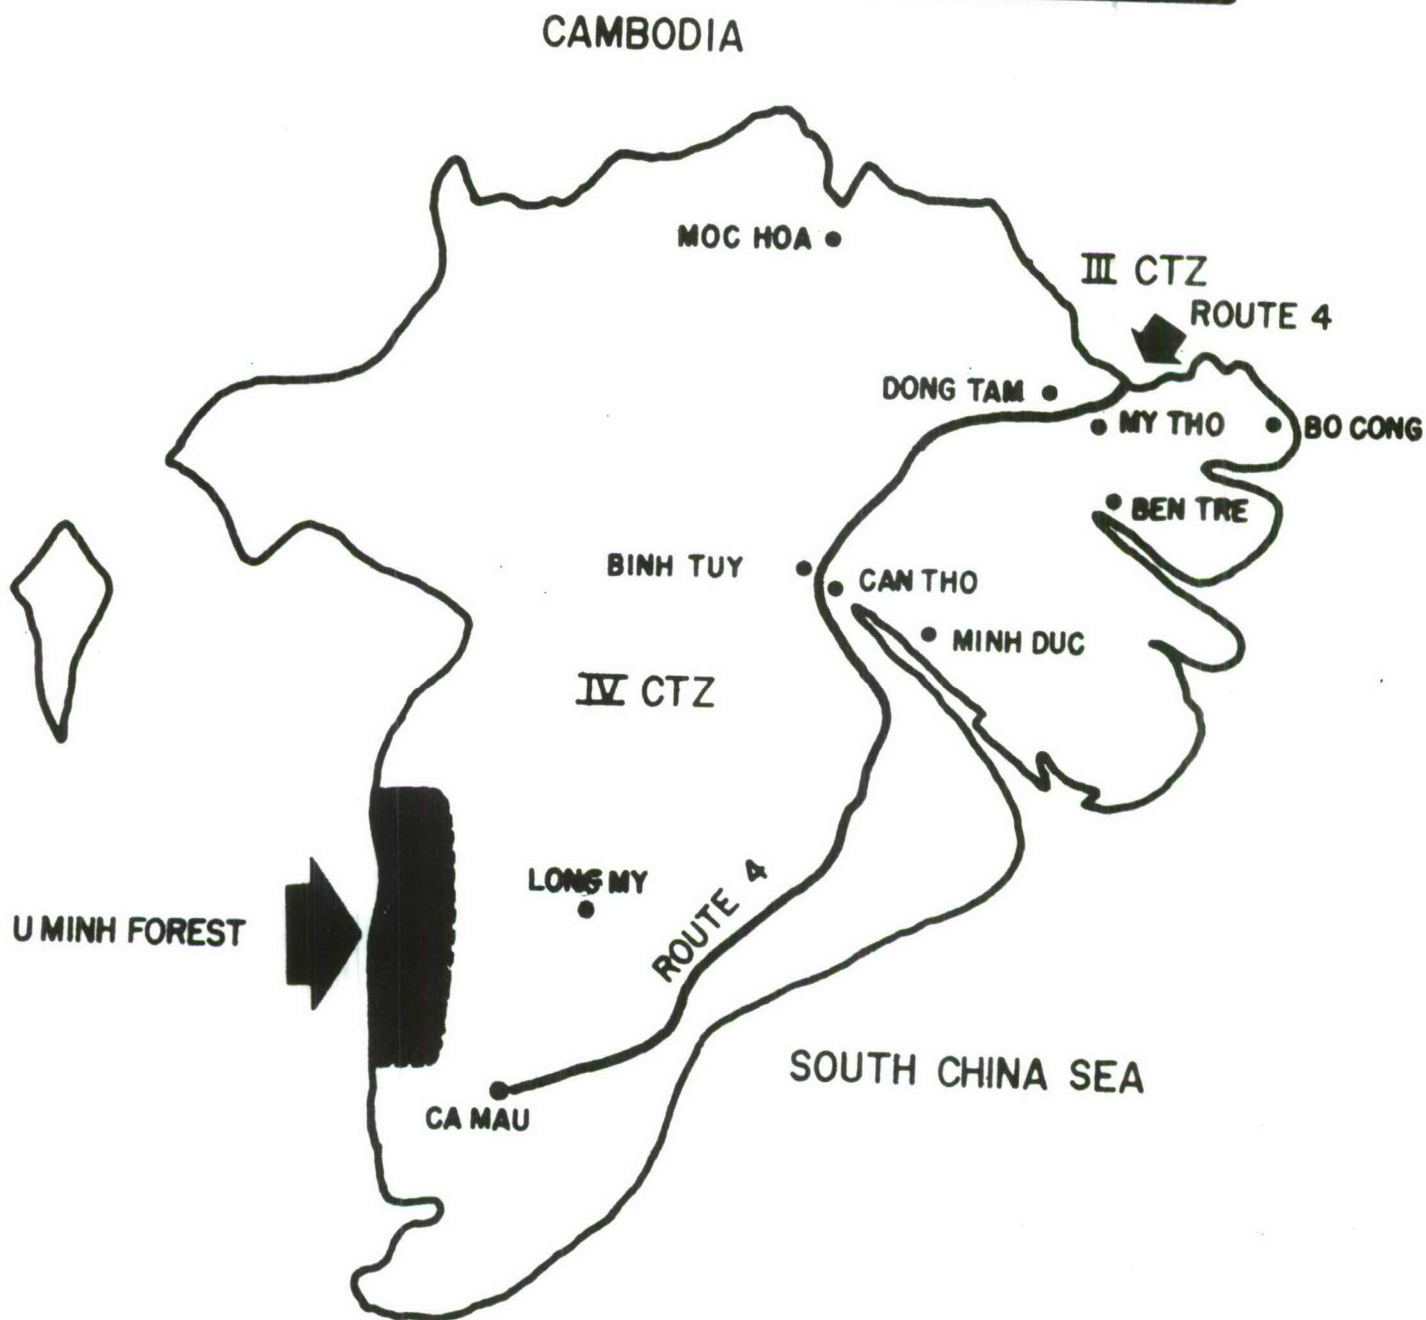 CAMBODIA
MOC HOA
III CTZ
ROUTE 4
DONG TAM
MY THO
BO CONG
BEN TRE
BINH TUY
CAN THO
MINH DUC
IV CTZ
LONG MY
ROUTE 4
U MINH FOREST
SOUTH CHINA SEA
CA MAU